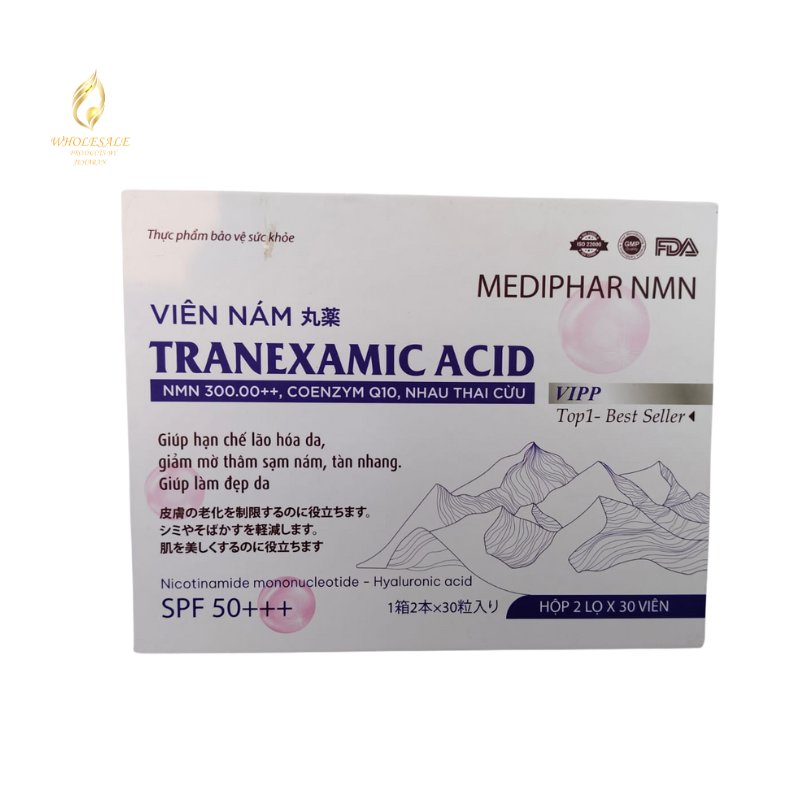 WHOLESALE
PRODUCTS WE
Thực phẩm bảo vệ sức khỏe
ISO 22000
GMP
FDA
MEDIPHAR NMN
VIÊN NÁM 丸薬
TRANEXAMIC ACID
NMN 300.00++, COENZYM Q10, NHAU THAI CỪU
VIPP
Top1- Best Seller
Giúp hạn chế lão hóa da,
giảm mờ thâm sạm nám, tàn nhang.
Giúp làm đẹp da
皮膚の老化を制限するのに役立ちます。
シミやそばかすを軽減します。
肌を美しくするのに役立ちます
Nicotinamide mononucleotide - Hyaluronic acid
SPF 50+++
1箱2本×30粒入り
HỘP 2 LỌ X 30 VIÊN